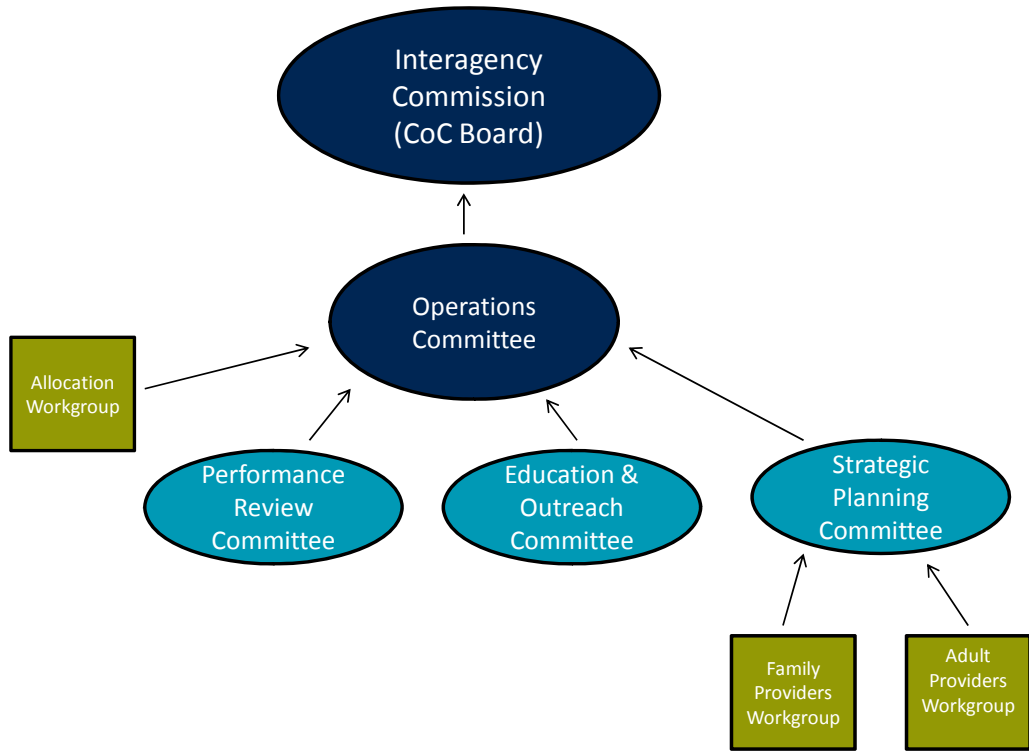 Interagency
Commission
(CoC Board)
Operations
Committee
Allocation
Workgroup
Performance
Review
Committee
Education &
Outreach
Committee
Strategic
Planning
Committee
Family
Providers
Workgroup
Adult
Providers
Workgroup